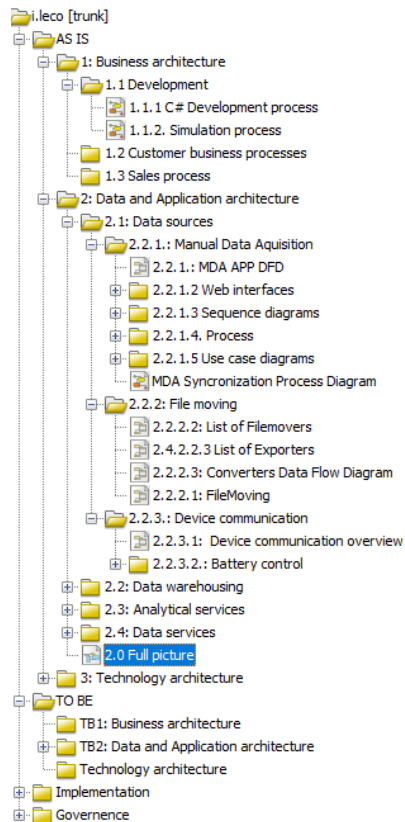 i.leco [trunk]
AS IS
1: Business architecture
1.1 Development
1.1.1 C# Development process
1.1.2. Simulation process
1.2 Customer business processes
1.3 Sales process
2: Data and Application architecture
2.1: Data sources
2.2.1.: Manual Data Aquisition
2.2.1.: MDA APP DFD
2.2.1.2 Web interfaces
2.2.1.3 Sequence diagrams
2.2.1.4. Process
2.2.1.5 Use case diagrams
MDA Syncronization Process Diagram
2.2.2: File moving
2.2.2.2: List of Filemovers
2.4.2.2.3 List of Exporters
2.2.2.3: Converters Data Flow Diagram
2.2.2.1: FileMoving
2.2.3.: Device communication
2.2.3.1:  Device communication overview
2.2.3.2.: Battery control
2.2: Data warehousing
2.3: Analytical services
2.4: Data services
2.0 Full picture
3: Technology architecture
TO BE
TB1: Business architecture
TB2: Data and Application architecture
Technology architecture
Implementation
Governence